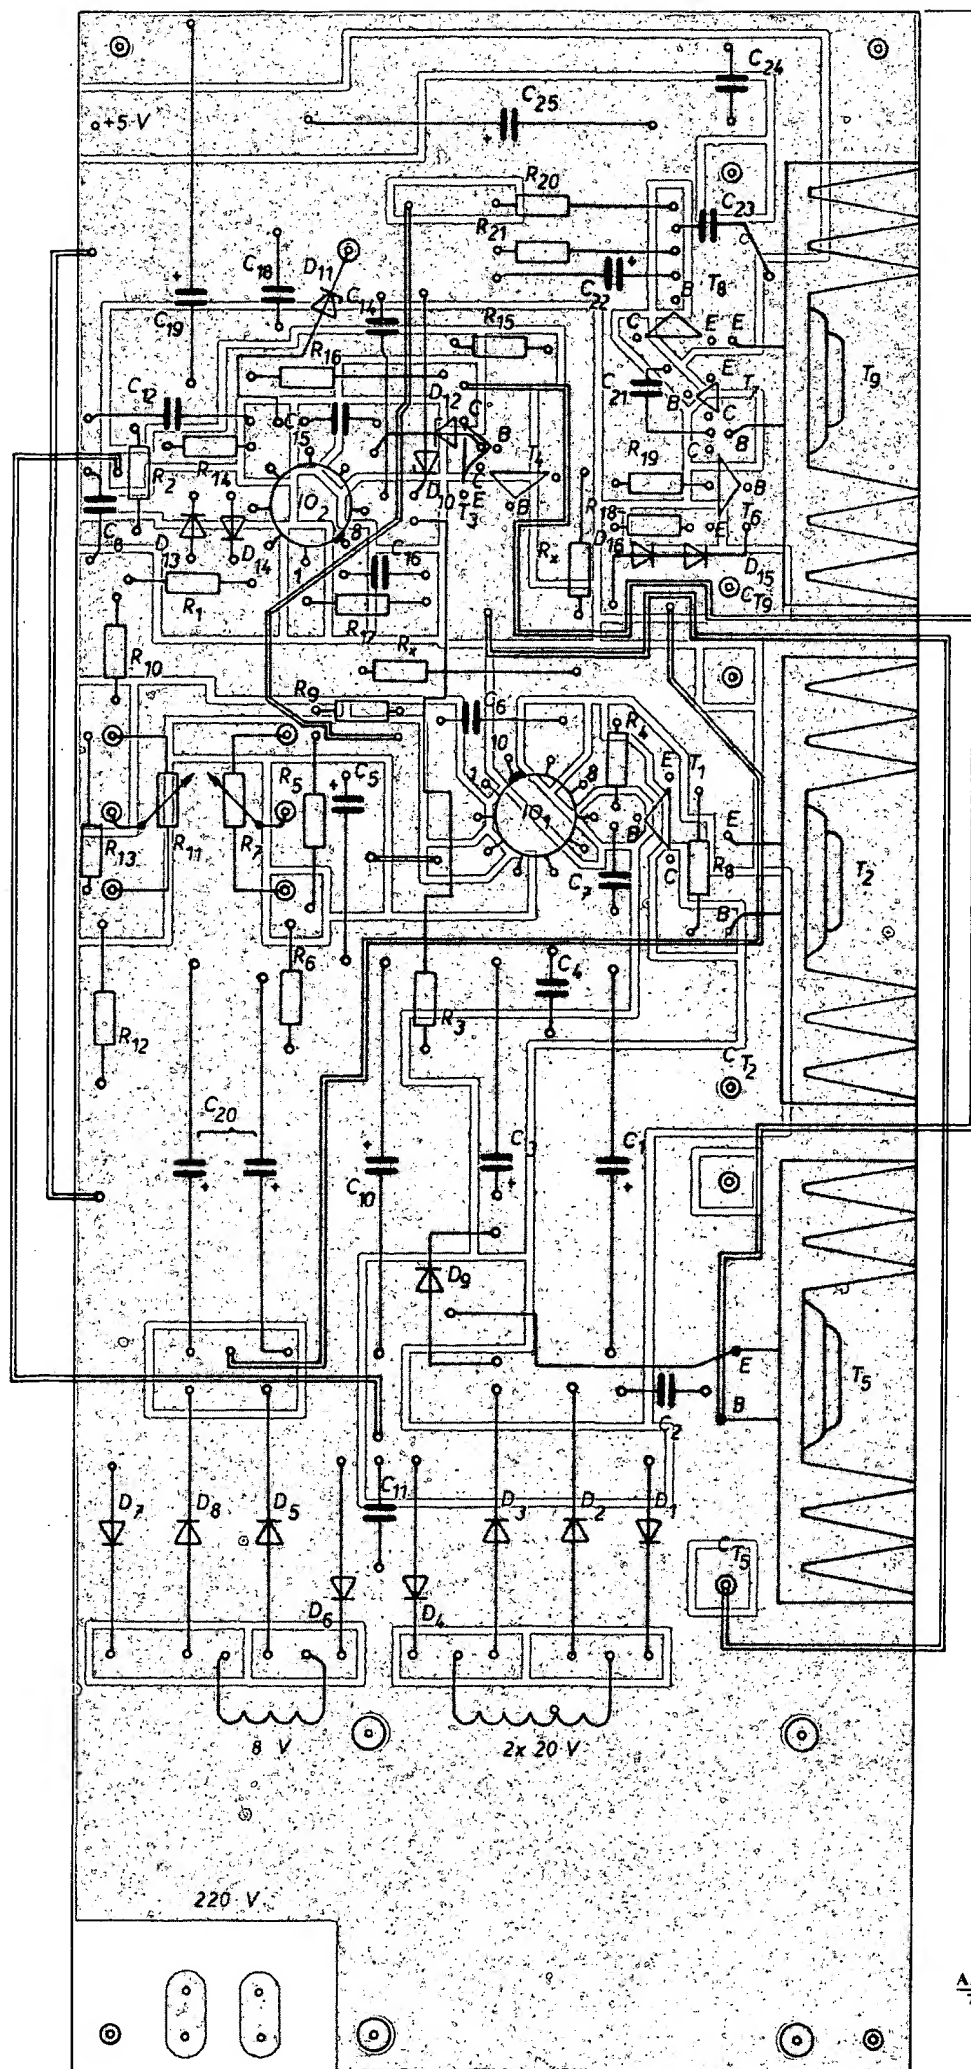 C24
+5 V
C25
R20
C23
R21
C18
D11
C22
B
T8
C19
C14
R15
C
E
E
R16
E
T9
C12
D12
C21
T7
C
C15
B
B
C
B
R14
T4
R19
C
R2
IO2
C
D10
E
B
B
T3
R18
E
T6
C8
D13
D14
8
1
C16
Rx
D16
D15
CT9
R1
R17
R10
Rx
R9
C6
R4
10
E
T1
C5
1
8
R5
IO1
B
E
R13
R11
R7
C7
C
R8
T2
B
R6
C4
R12
R3
CT2
C20
C10
C3
C1
D9
E
T5
B
C2
D7
D8
D5
C11
D3
D2
D1
CT5
D6
D4
8 V
2x 20 V
220 V
A